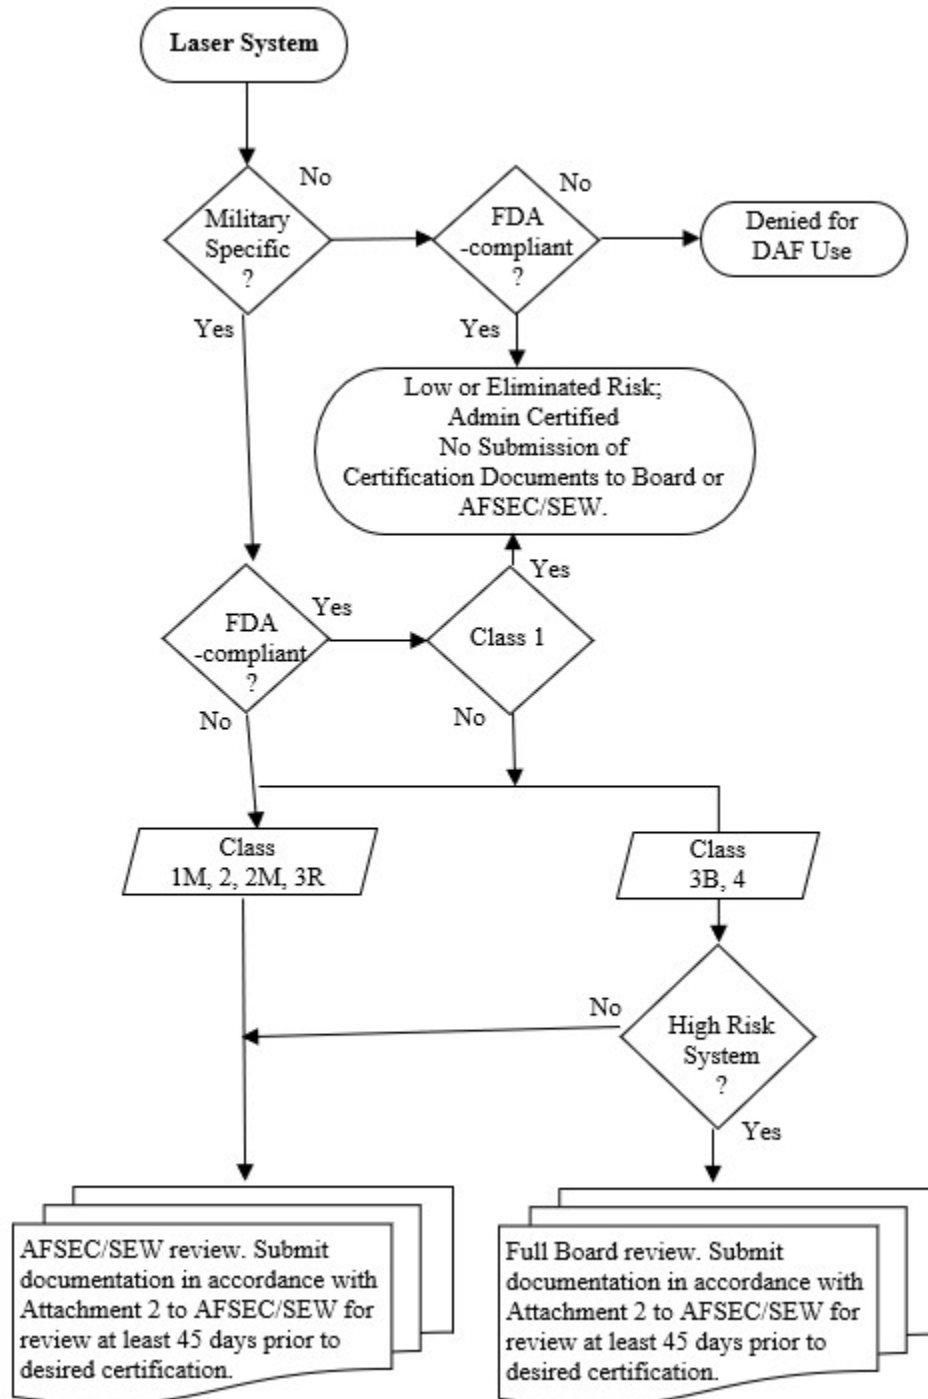 Laser System
No
No
Military
Specific
?
FDA
-compliant
?
Denied for
DAF Use
Yes
Yes
Low or Eliminated Risk;
Admin Certified
No Submission of
Certification Documents to Board or
AFSEC/SEW.
Yes
Yes
FDA
-compliant
?
Class 1
No
No
Class
1M, 2, 2M, 3R
Class
3B, 4
No
High Risk
System
?
Yes
AFSEC/SEW review. Submit
documentation in accordance with
Attachment 2 to AFSEC/SEW for
review at least 45 days prior to
desired certification.
Full Board review. Submit
documentation in accordance with
Attachment 2 to AFSEC/SEW for
review at least 45 days prior to
desired certification.